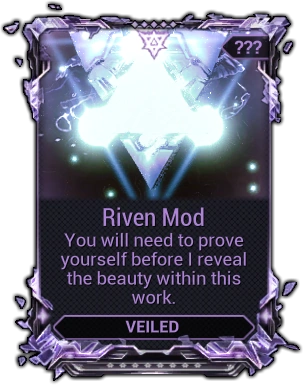 ???
Riven Mod
You will need to prove
yourself before I reveal
the beauty within this
work.
VEILED